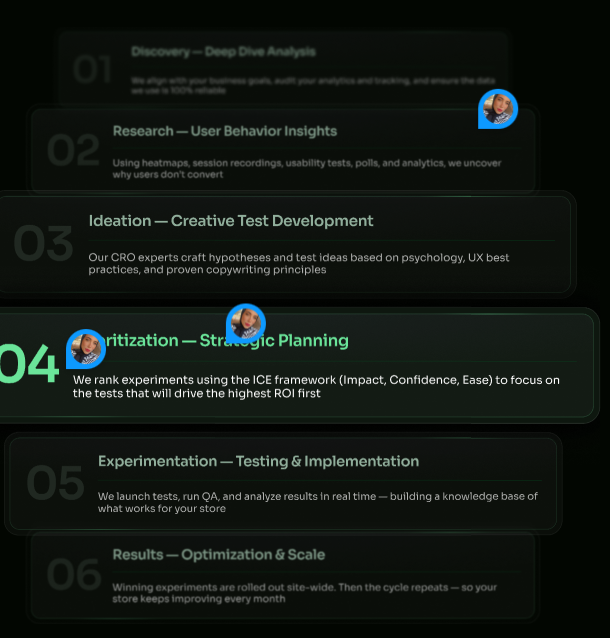 01
Discovery — Deep Dive Analysis
We align with your business goals, audit your analytics and tracking, and ensure the data
we use is 100% reliable
02
Research — User Behavior Insights
Using heatmaps, session recordings, usability tests, polls, and analytics, we uncover
why users don't convert
03
Ideation — Creative Test Development
Our CRO experts craft hypotheses and test ideas based on psychology, UX best
practices, and proven copywriting principles
04
oritization — Strategic Planning
We rank experiments using the ICE framework (Impact, Confidence, Ease) to focus on
the tests that will drive the highest ROI first
05
Experimentation — Testing & Implementation
We launch tests, run QA, and analyze results in real time — building a knowledge base of
what works for your store
06
Results — Optimization & Scale
Winning experiments are rolled out site-wide. Then the cycle repeats — so your
store keeps improving every month